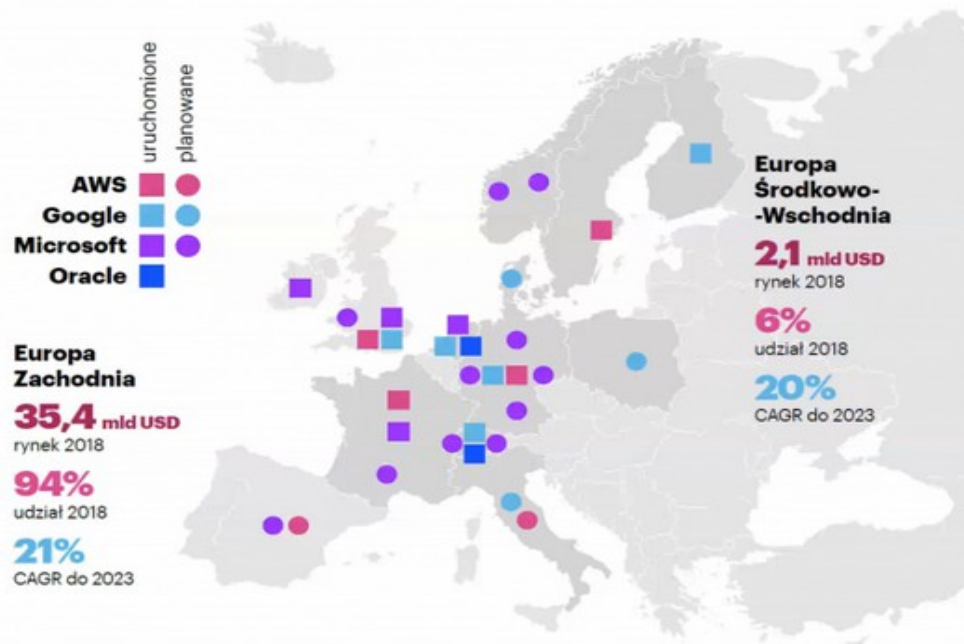 uruchomione
planowane
AWS
Google
Microsoft
Oracle
Europa
Zachodnia
35,4 mld USD
rynek 2018
94%
udział 2018
21%
CAGR do 2023
Europa
Środkowo-
-Wschodnia
2,1 mld USD
rynek 2018
6%
udział 2018
20%
CAGR do 2023